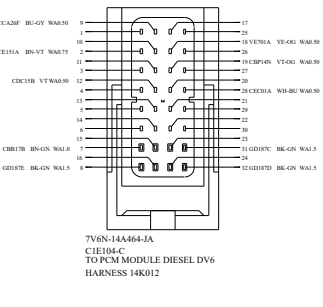 CCA26F BU-GY WA0.50 9 17
1 25
10 18 VE701A YE-OG WA0.50
CE151A BN-VT WA0.75 2 26
11 19 CBP14N VT-OG WA0.50
3 27
CDC15B VT WA0.50 12 20
4 28 CEC01A WH-BU WA0.50
13 21
5 29
14 22
6 30
15 23
CBB17B BN-GN WA1.0 7 31 GD187C BK-GN WA1.5
16 24
GD187E BK-GN WA1.5 8 32 GD187D BK-GN WA1.5
7V6N-14A464-JA
C1E104-C
TO PCM MODULE DIESEL DV6
HARNESS 14K012